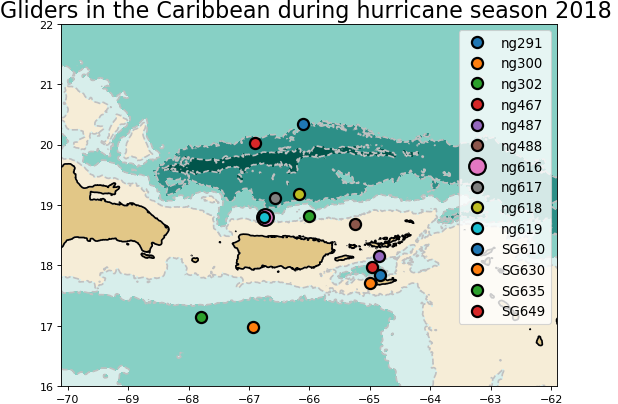 Gliders in the Caribbean during hurricane season 2018
22
21
20
19
18
17
16
−70
−69
−68
−67
−66
−65
−64
−63
−62
ng291
ng300
ng302
ng467
ng487
ng488
ng616
ng617
ng618
ng619
SG610
SG630
SG635
SG649